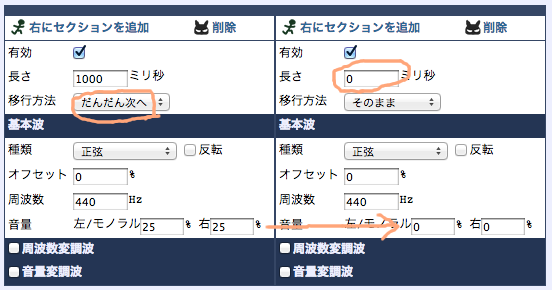 右にセクションを追加 削除
有効
長さ 1000 ミリ秒
移行方法 だんだん次へ
基本波
種類 正弦 反転
オフセット 0 %
周波数 440 Hz
音量 左/モノラル 25 % 右 25 %
周波数変調波
音量変調波
右にセクションを追加 削除
有効
長さ 0 ミリ秒
移行方法 そのまま
基本波
種類 正弦 反転
オフセット 0 %
周波数 440 Hz
音量 左/モノラル 0 % 右 0 %
周波数変調波
音量変調波